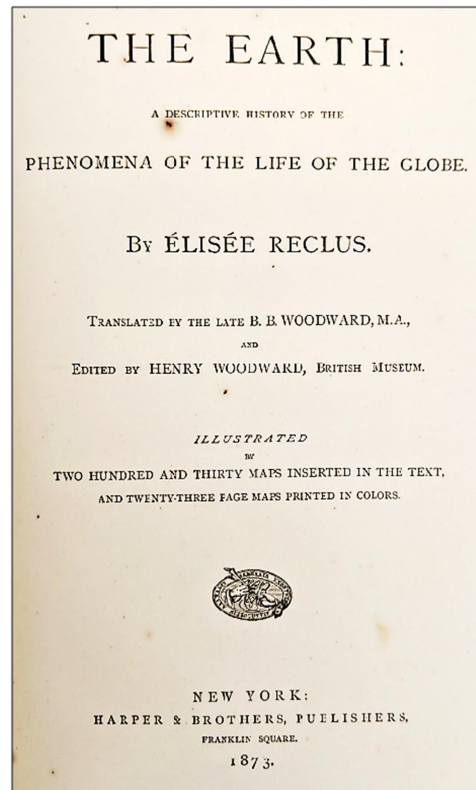 THE EARTH:
A DESCRIPTIVE HISTORY OF THE
PHENOMENA OF THE LIFE OF THE GLOBE.
BY ÉLISÉE RECLUS.
TRANSLATED BY THE LATE B. B. WOODWARD, M.A.,
AND
EDITED BY HENRY WOODWARD, BRITISH MUSEUM.
ILLUSTRATED
BY
TWO HUNDRED AND THIRTY MAPS INSERTED IN THE TEXT,
AND TWENTY-THREE PAGE MAPS PRINTED IN COLORS.
NEW YORK:
HARPER & BROTHERS, PUBLISHERS,
FRANKLIN SQUARE.
1873.